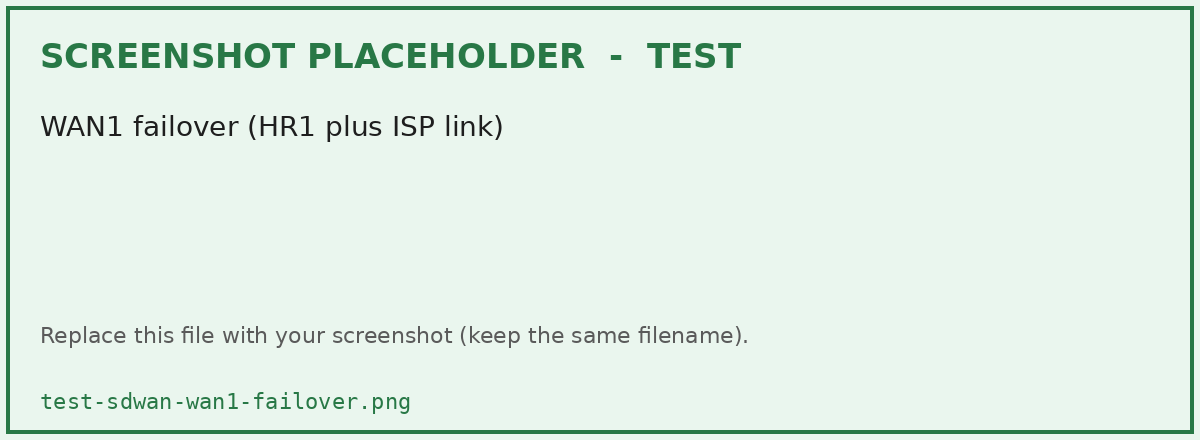 SCREENSHOT PLACEHOLDER - TEST
WAN1 failover (HR1 plus ISP link)
Replace this file with your screenshot (keep the same filename).
test-sdwan-wan1-failover.png